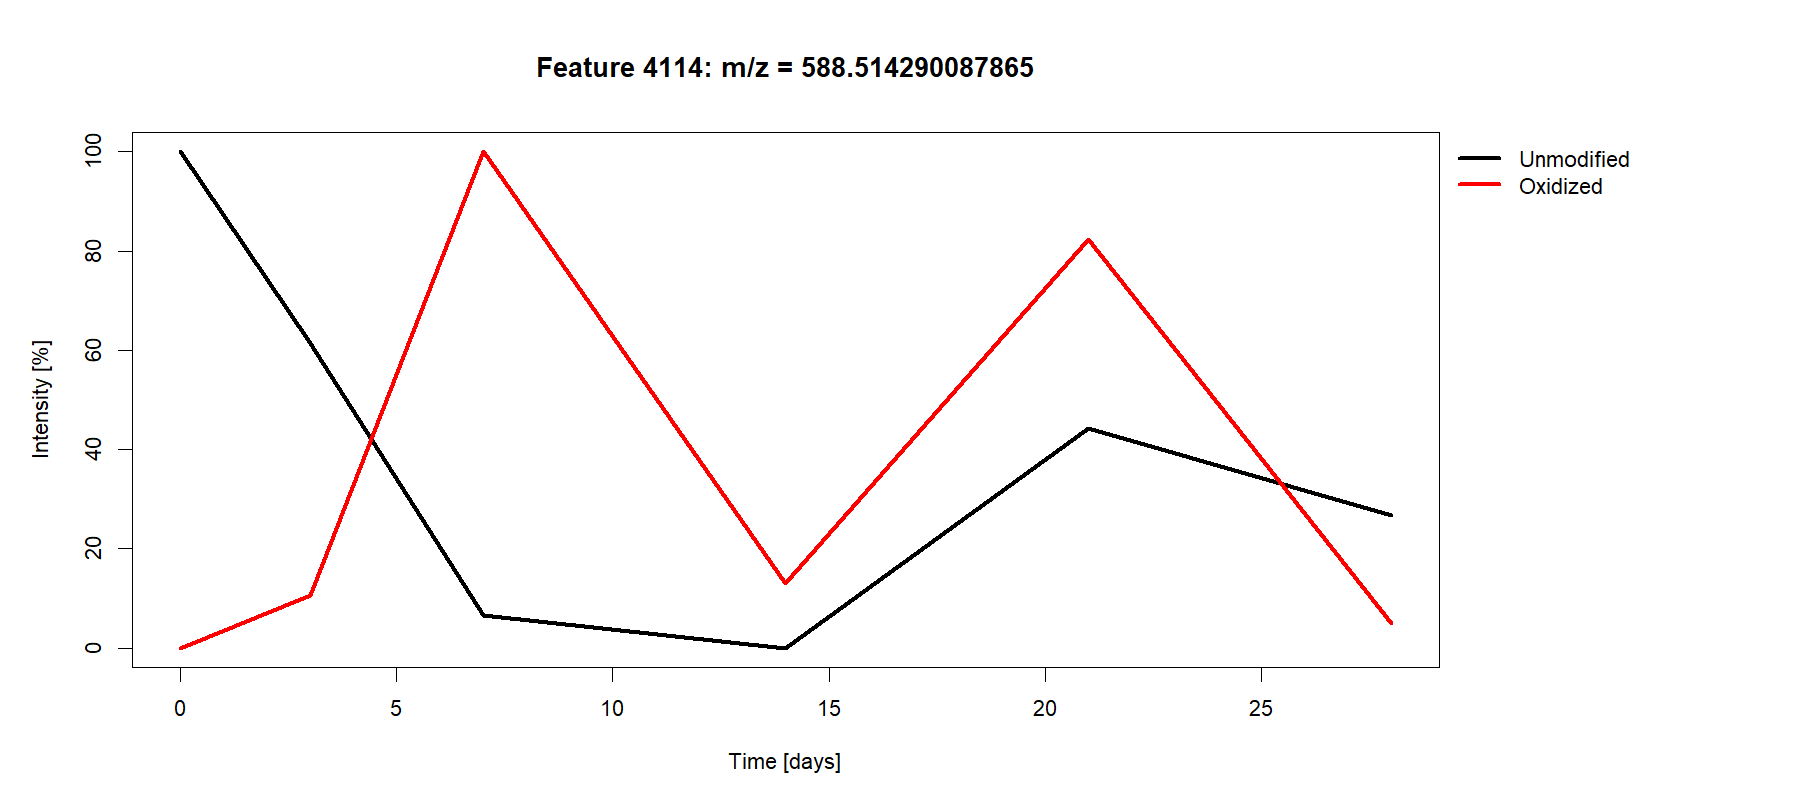 Feature 4114: m/z = 588.514290087865
Unmodified
Oxidized
Intensity [%]
100
80
60
40
20
0
0 5 10 15 20 25
Time [days]